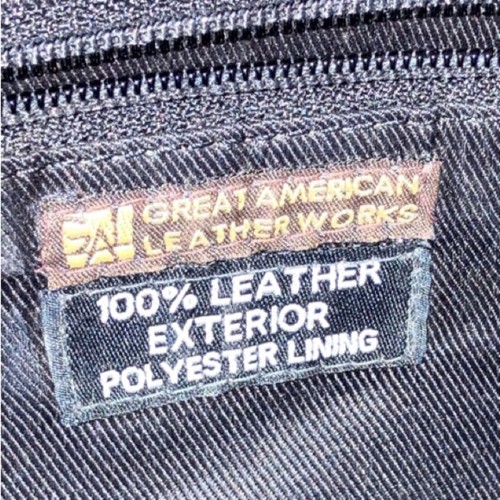 GREAT AMERICAN
LEATHER WORKS
100% LEATHER
EXTERIOR
POLYESTER LINING